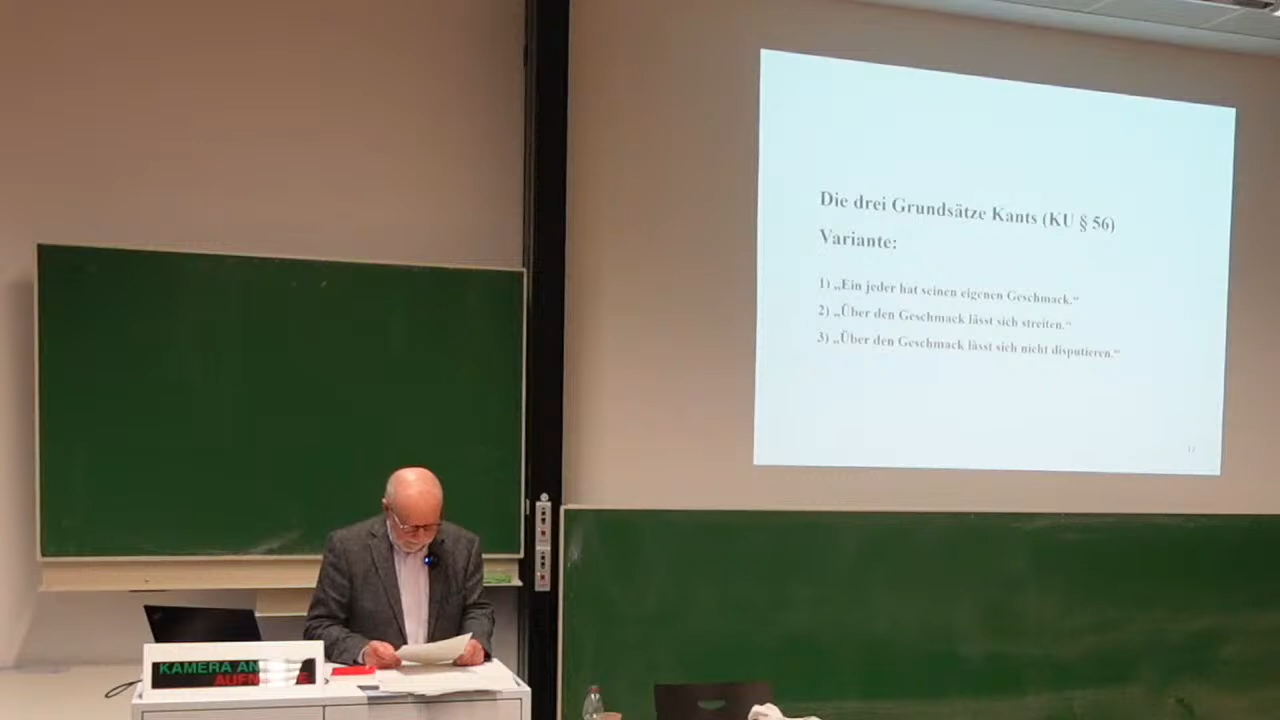 Die drei Grundsätze Kants (KU § 56)
Variante:
1) „Ein jeder hat seinen eigenen Geschmack.“
2) „Über den Geschmack lässt sich streiten.“
3) „Über den Geschmack lässt sich nicht disputieren.“
KAMERA AN